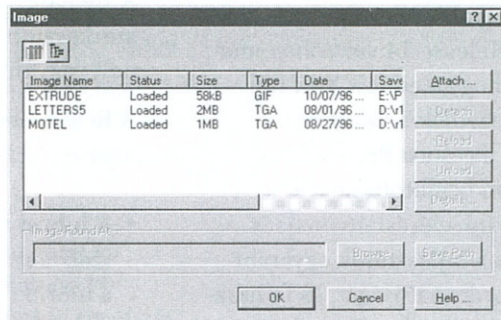 Image
Image Name Status Size Type Date Save
EXTRUDE Loaded 58kB GIF 10/07/96 ... E:\P
LETTERS5 Loaded 2MB TGA 08/01/96 ... D:\r1
MOTEL Loaded 1MB TGA 08/27/96 ... D:\r1
Attach ...
Detach
Reload
Unload
Details ...
Image Found At
Browse Save Path
OK Cancel Help ...